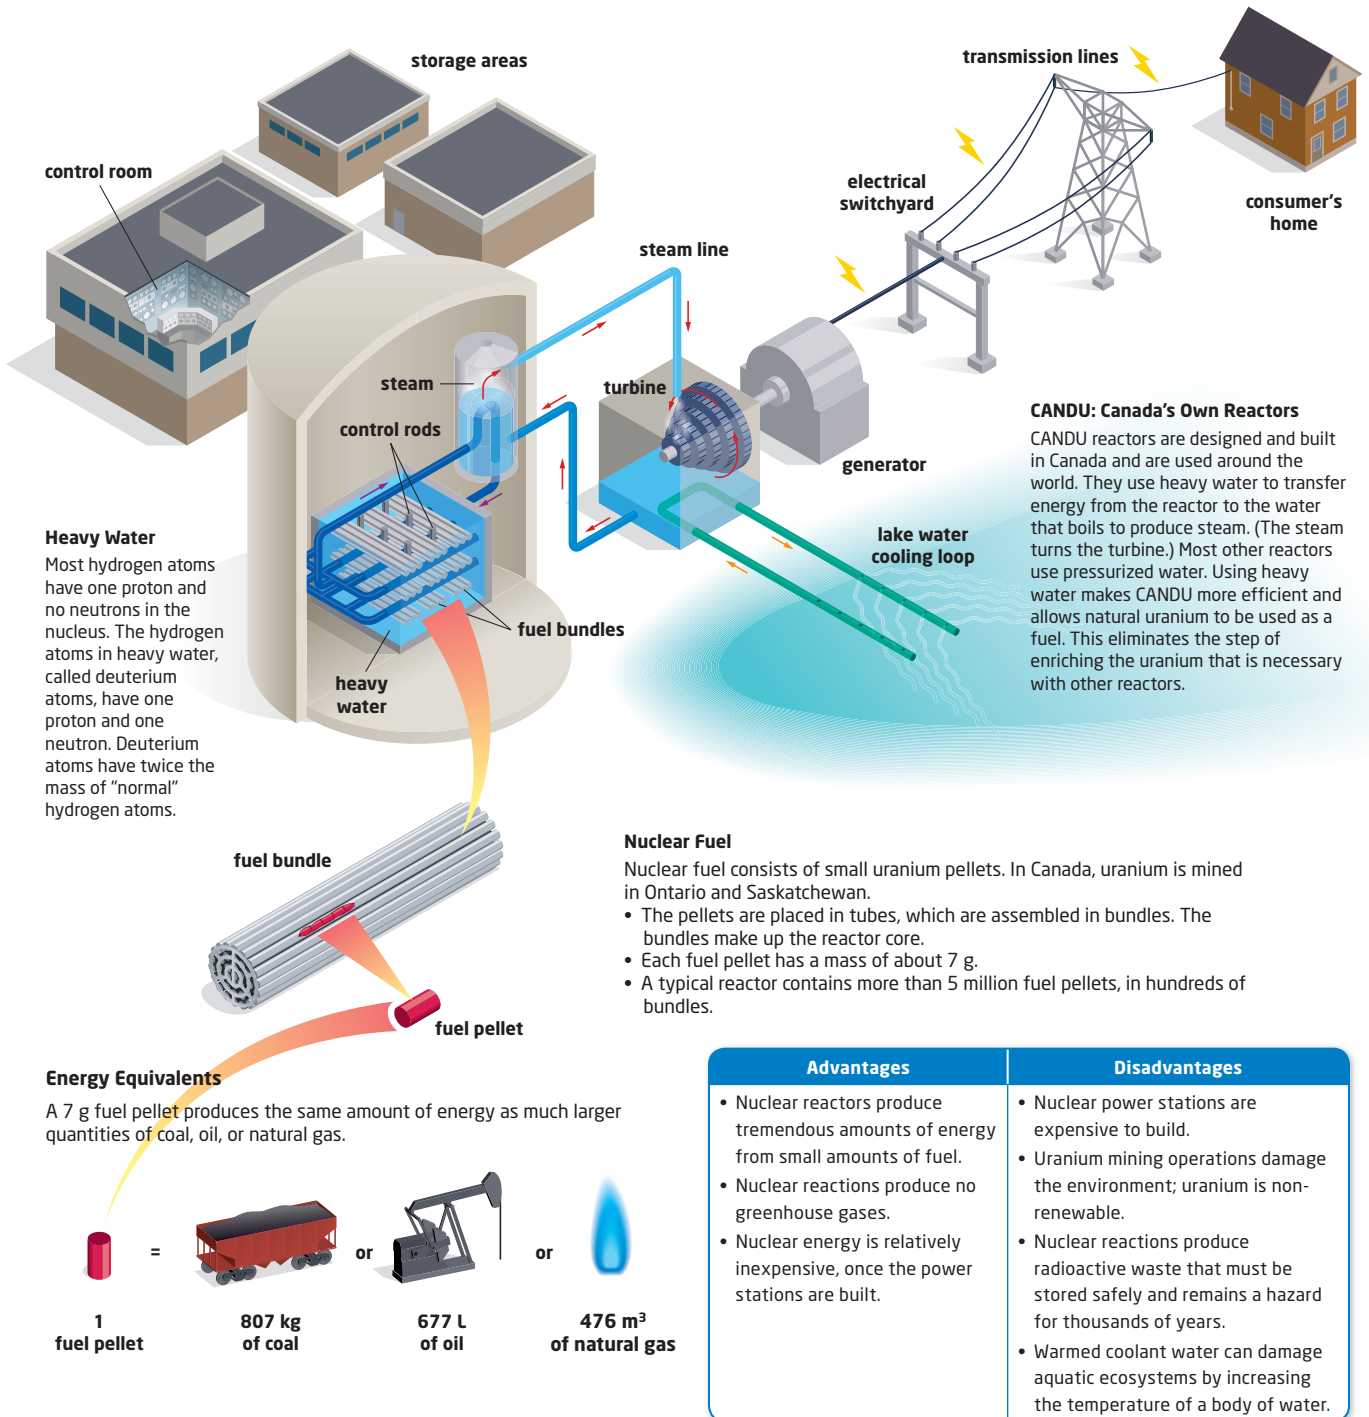 storage areas
transmission lines
control room
electrical
switchyard
consumer's
home
steam line
steam
turbine
control rods
generator
CANDU: Canada's Own Reactors
CANDU reactors are designed and built
in Canada and are used around the
world. They use heavy water to transfer
energy from the reactor to the water
that boils to produce steam. (The steam
turns the turbine.) Most other reactors
use pressurized water. Using heavy
water makes CANDU more efficient and
allows natural uranium to be used as a
fuel. This eliminates the step of
enriching the uranium that is necessary
with other reactors.
lake water
cooling loop
Heavy Water
Most hydrogen atoms
have one proton and
no neutrons in the
nucleus. The hydrogen
atoms in heavy water,
called deuterium
atoms, have one
proton and one
neutron. Deuterium
atoms have twice the
mass of "normal"
hydrogen atoms.
fuel bundles
heavy
water
fuel bundle
fuel pellet
Nuclear Fuel
Nuclear fuel consists of small uranium pellets. In Canada, uranium is mined
in Ontario and Saskatchewan.
• The pellets are placed in tubes, which are assembled in bundles. The
bundles make up the reactor core.
• Each fuel pellet has a mass of about 7 g.
• A typical reactor contains more than 5 million fuel pellets, in hundreds of
bundles.
Energy Equivalents
A 7 g fuel pellet produces the same amount of energy as much larger
quantities of coal, oil, or natural gas.
= or or
1
fuel pellet
807 kg
of coal
677 L
of oil
476 m³
of natural gas
Advantages
• Nuclear reactors produce
tremendous amounts of energy
from small amounts of fuel.
• Nuclear reactions produce no
greenhouse gases.
• Nuclear energy is relatively
inexpensive, once the power
stations are built.
Disadvantages
• Nuclear power stations are
expensive to build.
• Uranium mining operations damage
the environment; uranium is non-
renewable.
• Nuclear reactions produce
radioactive waste that must be
stored safely and remains a hazard
for thousands of years.
• Warmed coolant water can damage
aquatic ecosystems by increasing
the temperature of a body of water.